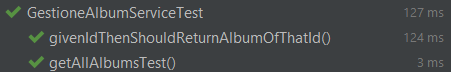 GestioneAlbumServiceTest 127 ms
givenIdThenShouldReturnAlbumOfThatId() 124 ms
getAllAlbumsTest() 3 ms